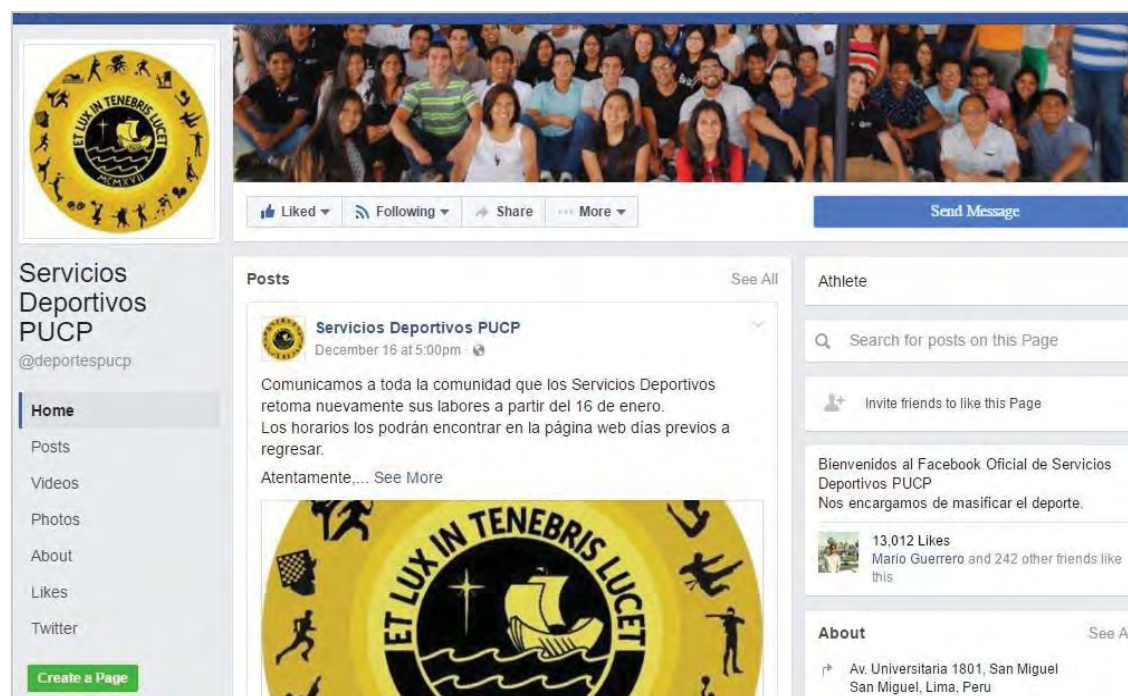 ET LUX IN TENEBRIS LUCET
MCMXVII
Liked
Following
Share
More
Send Message
Servicios
Deportivos
PUCP
@deportespucp
Home
Posts
Videos
Photos
About
Likes
Twitter
Create a Page
Posts
See All
Servicios Deportivos PUCP
December 16 at 5:00pm ·
Comunicamos a toda la comunidad que los Servicios Deportivos
retoma nuevamente sus labores a partir del 16 de enero.
Los horarios los podrán encontrar en la página web días previos a
regresar.
Atentamente,... See More
ET LUX IN TENEBRIS LUCET
Athlete
Search for posts on this Page
Invite friends to like this Page
Bienvenidos al Facebook Oficial de Servicios
Deportivos PUCP
Nos encargamos de masificar el deporte.
13,012 Likes
Mario Guerrero and 242 other friends like
this
About
See A
Av. Universitaria 1801, San Miguel
San Miguel, Lima, Peru